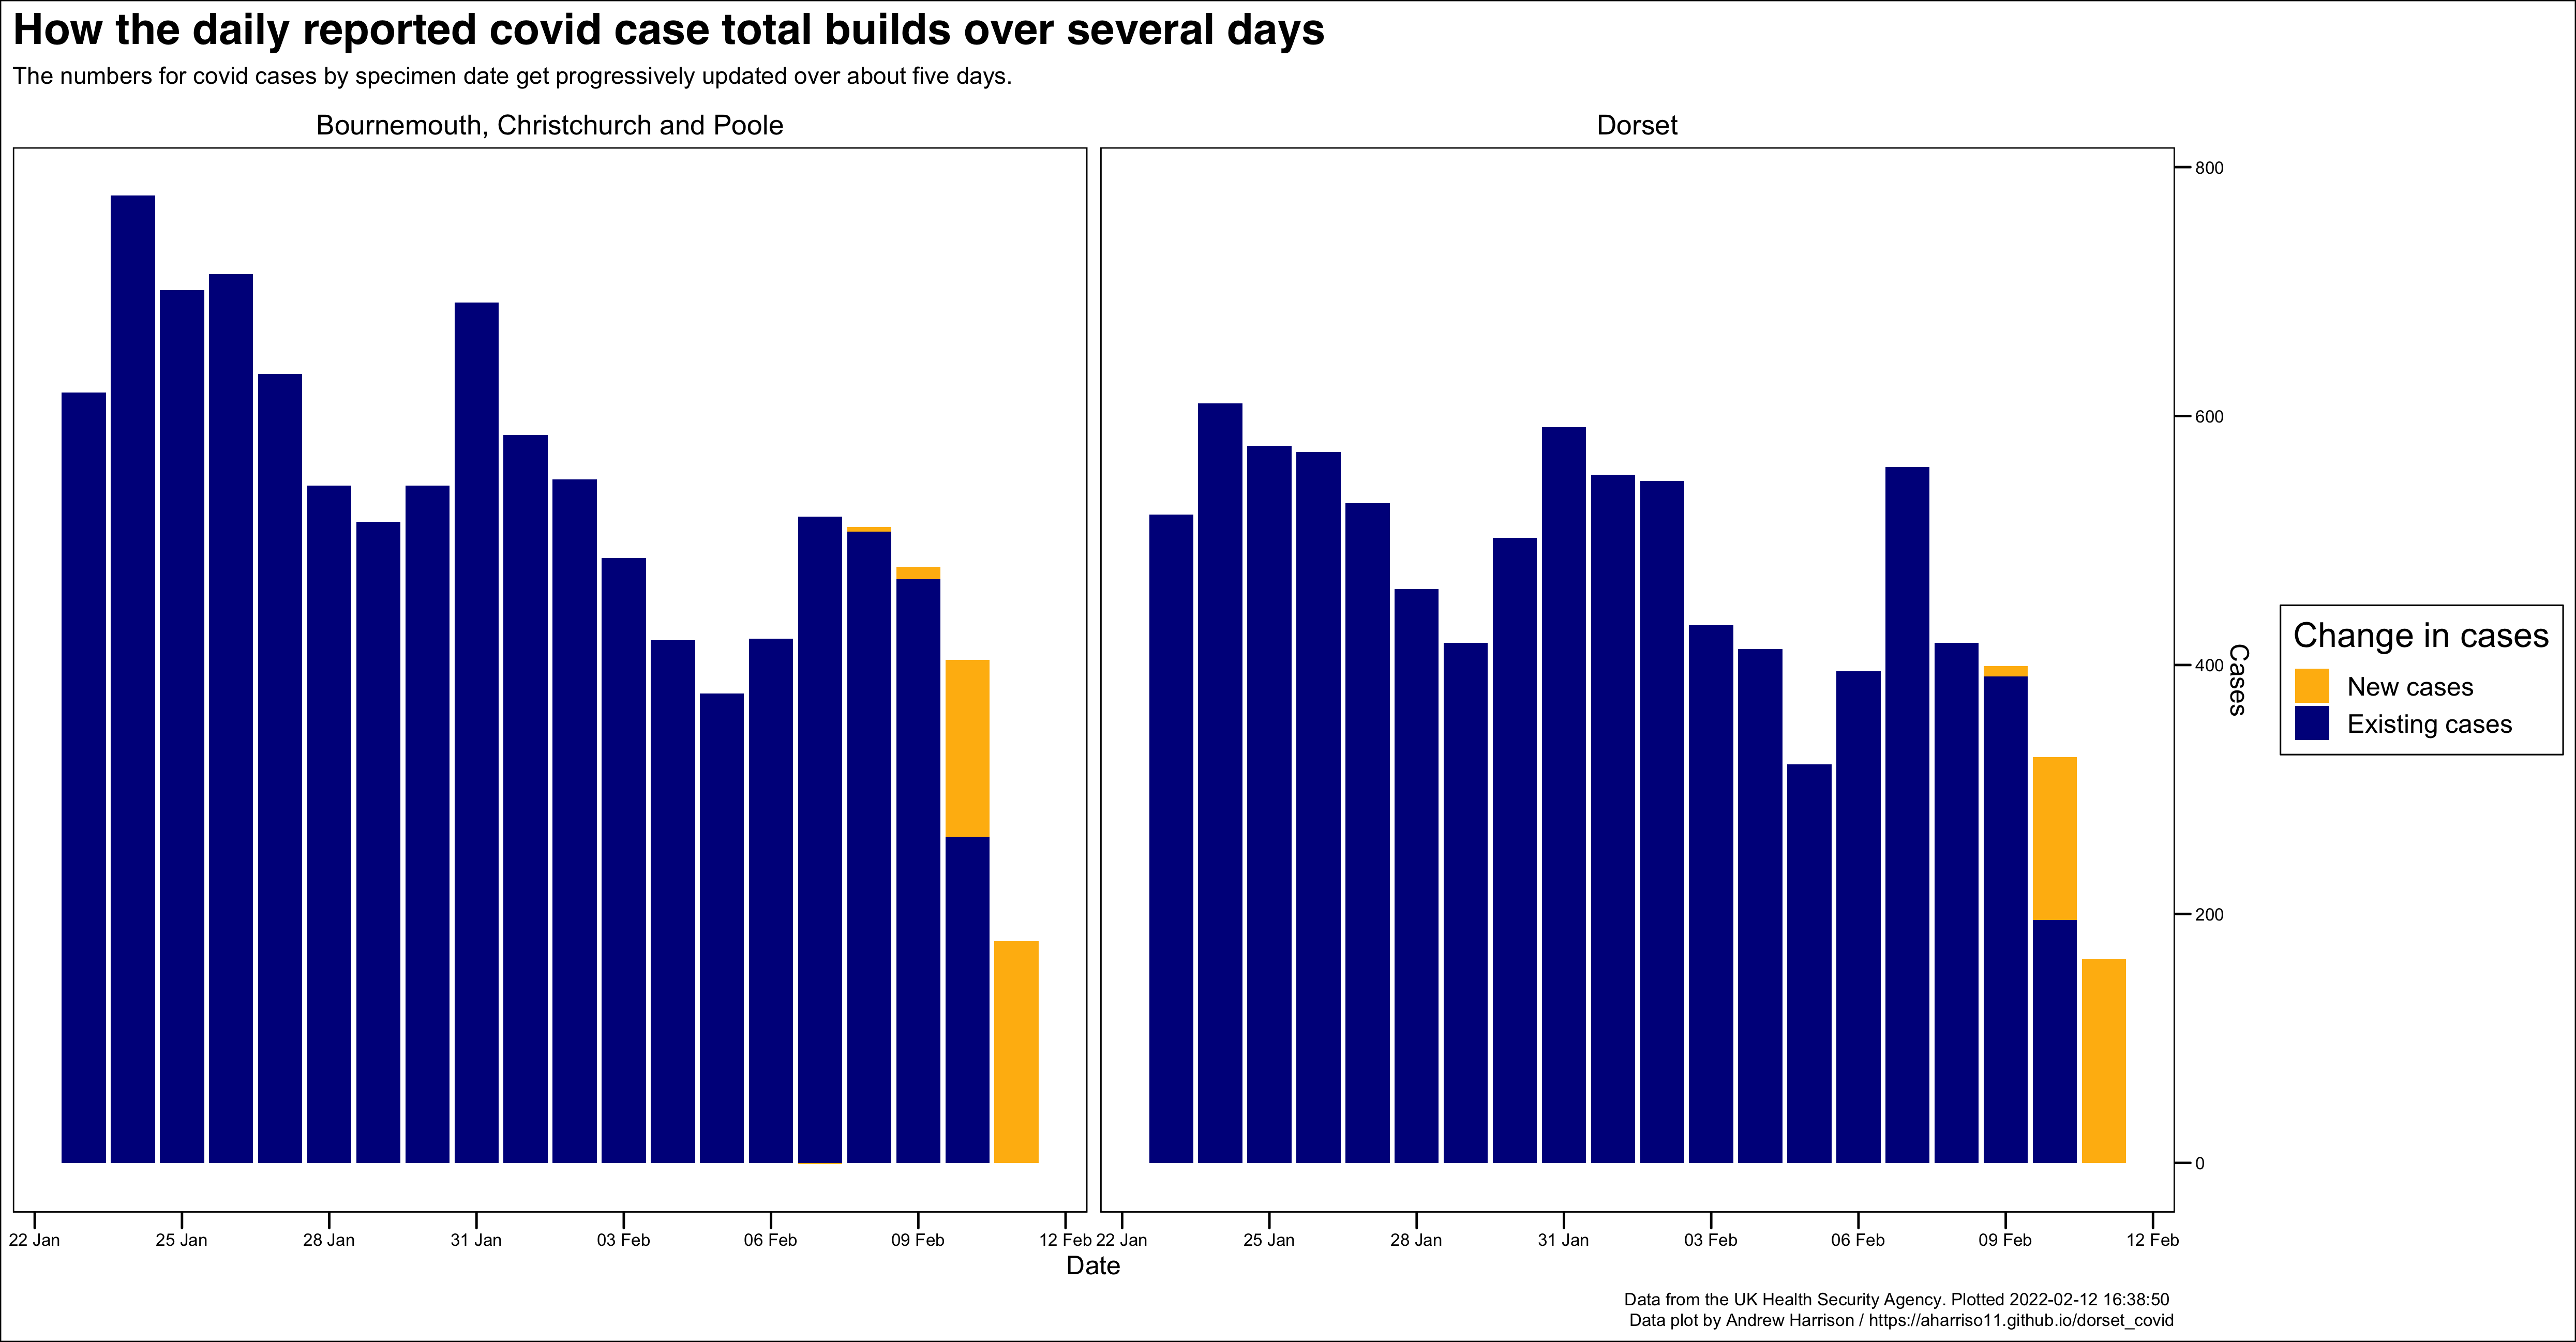 How the daily reported covid case total builds over several days
The numbers for covid cases by specimen date get progressively updated over about five days.
Bournemouth, Christchurch and Poole
Dorset
800
600
400
200
0
Cases
Change in cases
New cases
Existing cases
22 Jan 25 Jan 28 Jan 31 Jan 03 Feb 06 Feb 09 Feb 12 Feb 22 Jan 25 Jan 28 Jan 31 Jan 03 Feb 06 Feb 09 Feb 12 Feb
Date
Data from the UK Health Security Agency. Plotted 2022-02-12 16:38:50
Data plot by Andrew Harrison / https://aharriso11.github.io/dorset_covid